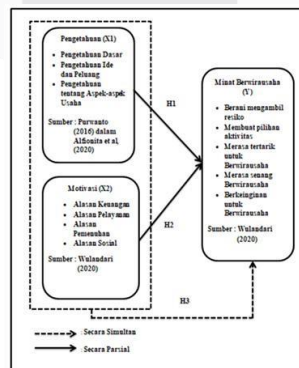 Pengetahuan (X1)
• Pengetahuan Dasar
• Pengetahuan Ide
dan Peluang
• Pengetahuan
tentang Aspek-aspek
Usaha
Sumber : Purwanto
(2016) dalam
Alfionita et al,
(2020)
H1
Motivasi (X2)
• Alasan Keuangan
• Alasan Pelayanan
• Alasan
Pemenuhan
• Alasan Sosial
Sumber : Wulandari
(2020)
H2
Minat Berwirausaha
(Y)
• Berani mengambil
resiko
• Membuat pilihan
aktivitas
• Merasa tertarik
untuk
Berwirausaha
• Merasa senang
Berwirausaha
• Berkeinginan
untuk
Berwirausaha
Sumber : Wulandari
(2020)
H3
Secara Simultan
Secara Parsial